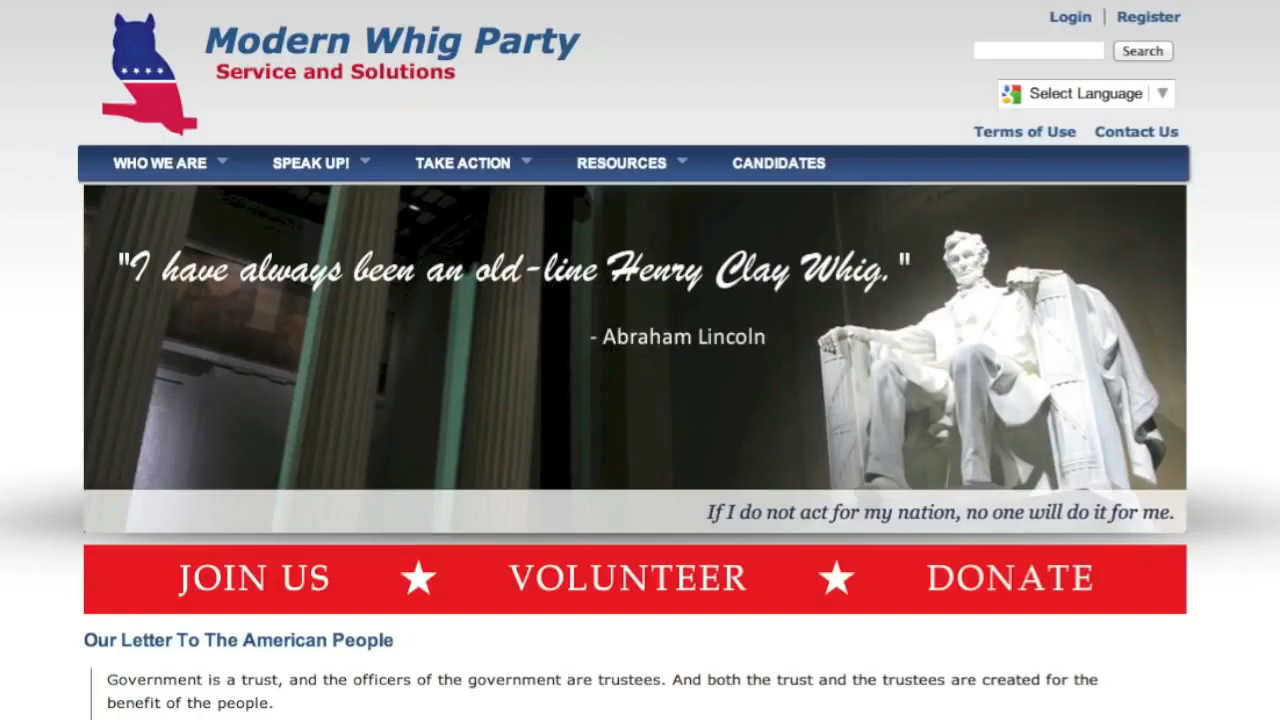 Login | Register
Modern Whig Party
Service and Solutions
Search
Select Language
Terms of Use Contact Us
WHO WE ARE SPEAK UP! TAKE ACTION RESOURCES CANDIDATES
"I have always been an old-line Henry Clay Whig."
- Abraham Lincoln
If I do not act for my nation, no one will do it for me.
JOIN US ★ VOLUNTEER ★ DONATE
Our Letter To The American People
Government is a trust, and the officers of the government are trustees. And both the trust and the trustees are created for the
benefit of the people.